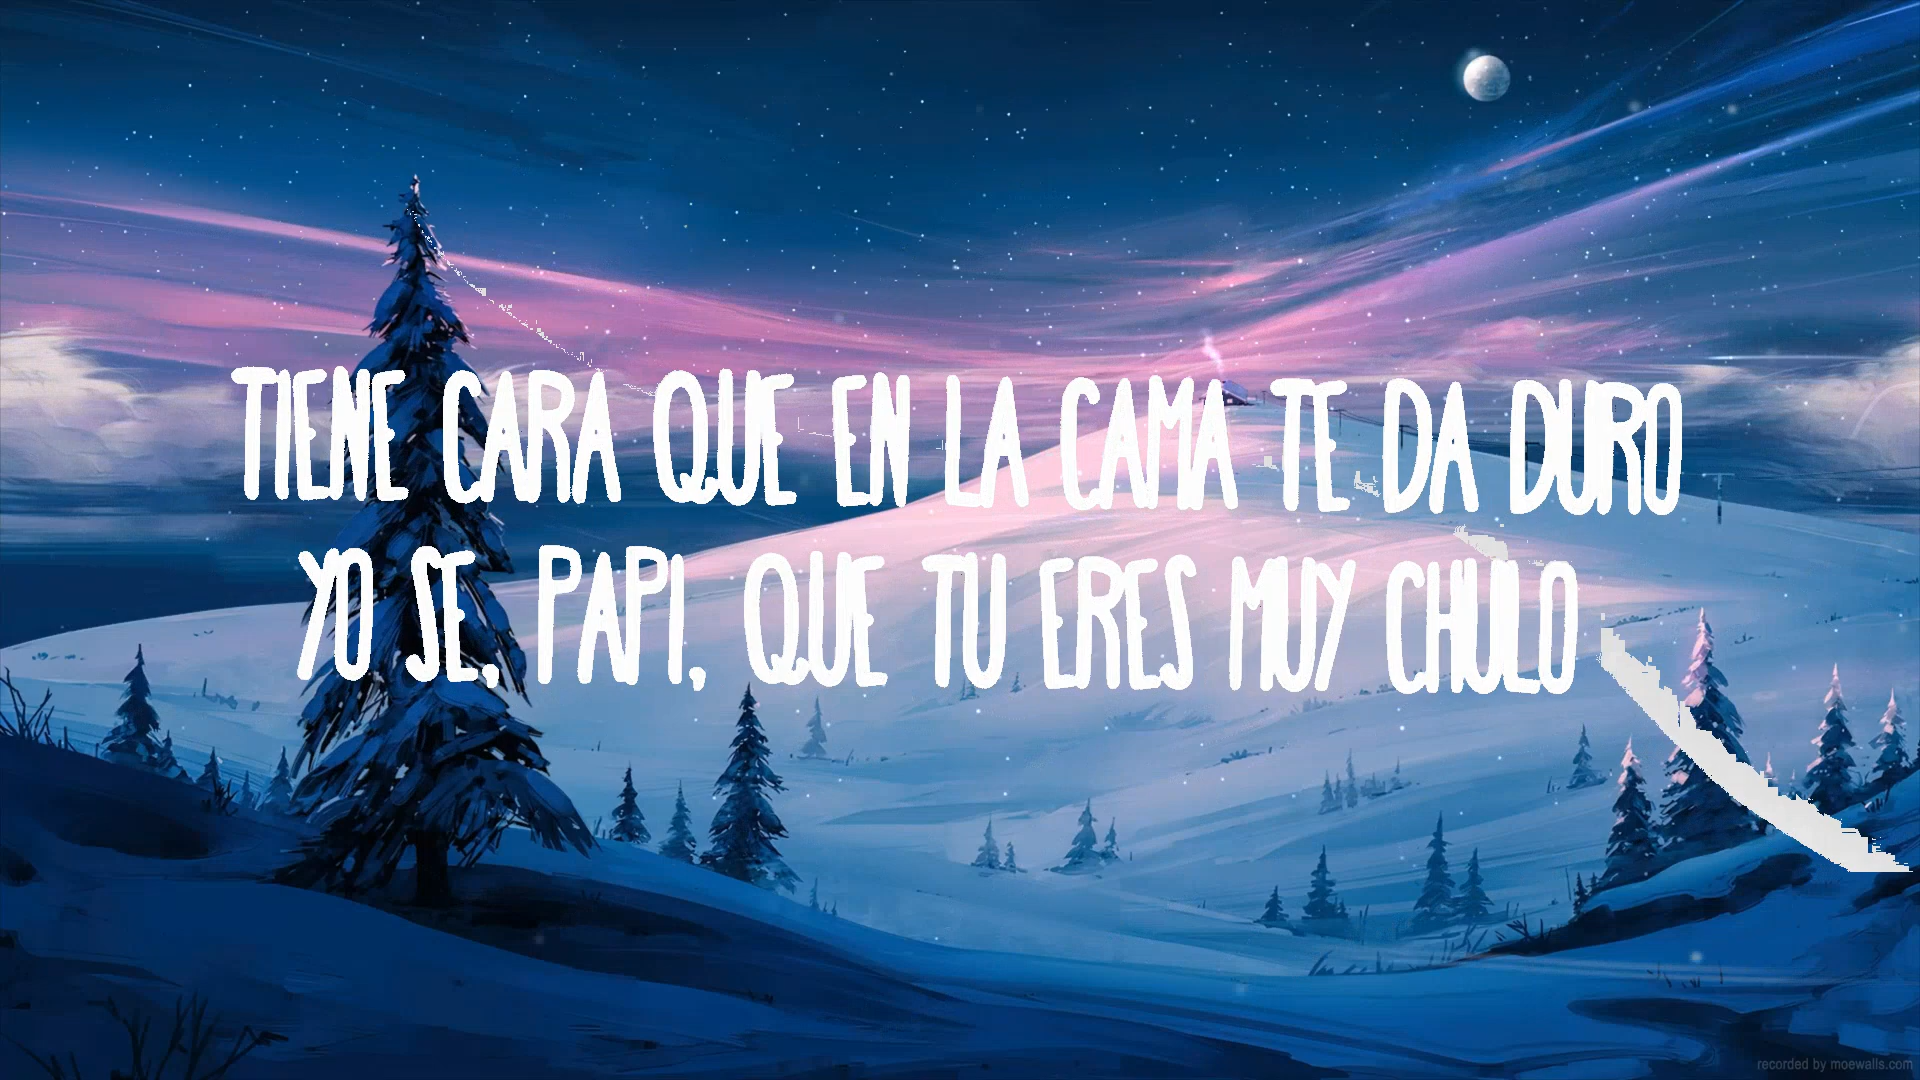 TIENE CARA QUE EN LA CAMA TE DA DURO
YO SE, PAPI, QUE TU ERES MUY CHULO
recorded by moewalls.com